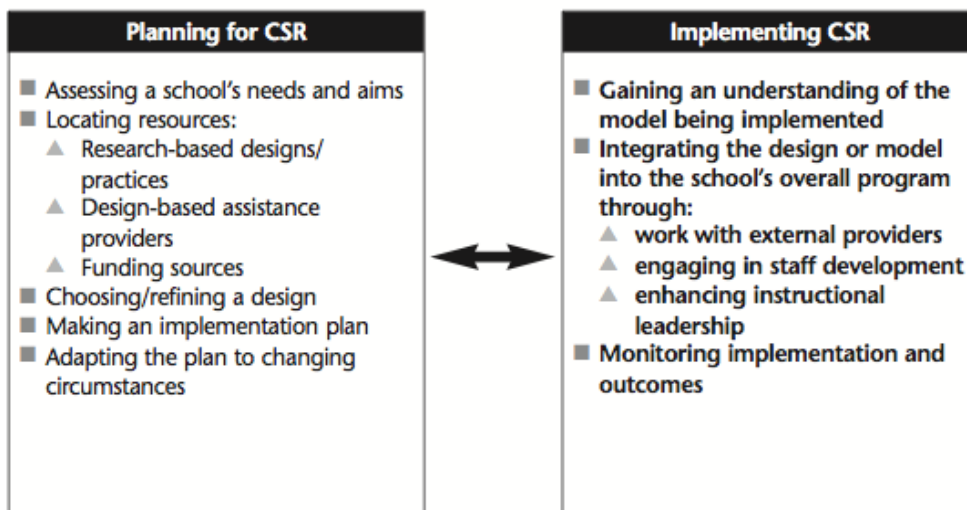 Planning for CSR
■ Assessing a school's needs and aims
■ Locating resources:
▲ Research-based designs/
practices
▲ Design-based assistance
providers
▲ Funding sources
■ Choosing/refining a design
■ Making an implementation plan
■ Adapting the plan to changing
circumstances
Implementing CSR
■ Gaining an understanding of the
model being implemented
■ Integrating the design or model
into the school's overall program
through:
▲ work with external providers
▲ engaging in staff development
▲ enhancing instructional
leadership
■ Monitoring implementation and
outcomes